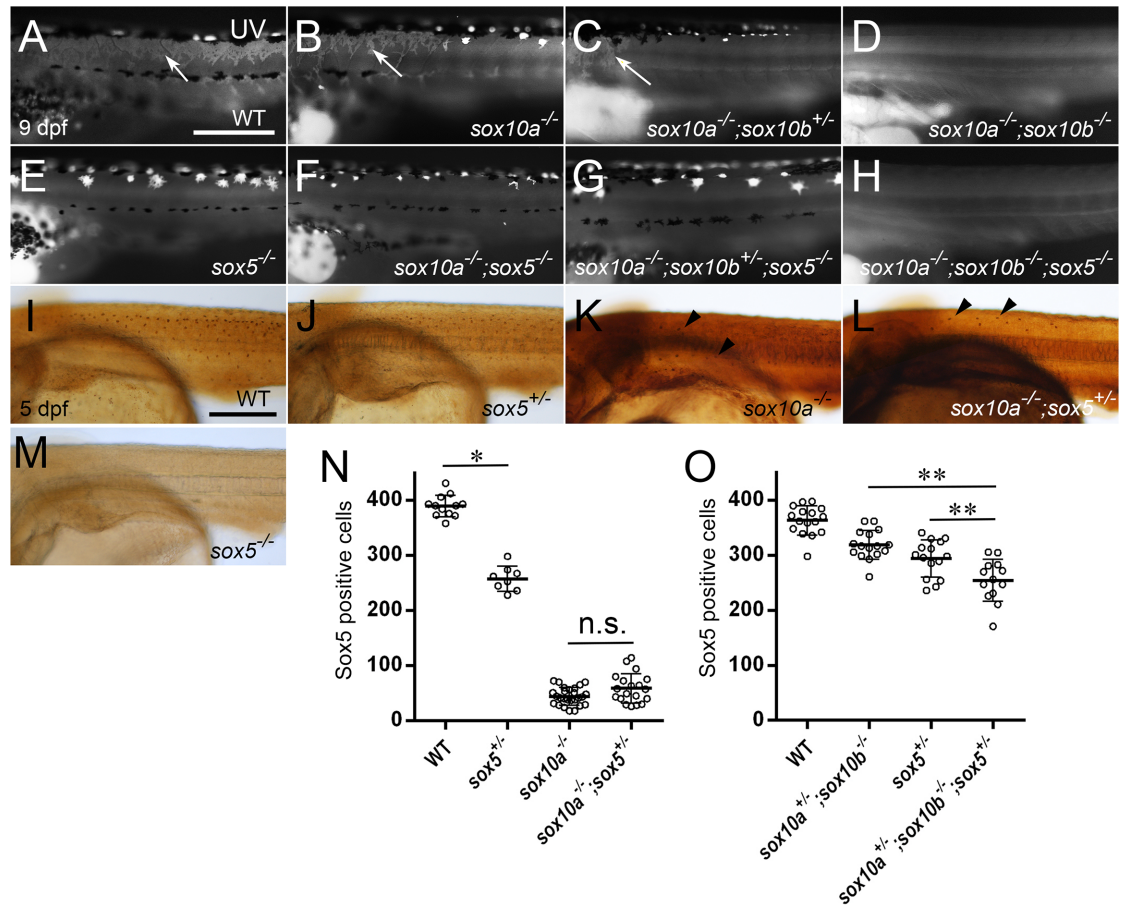 A UV WT 9 dpf
B sox10a-/-
C sox10a-/-;sox10b+/-
D sox10a-/-;sox10b-/-
E sox5-/-
F sox10a-/-;sox5-/-
G sox10a-/-;sox10b+/-;sox5-/-
H sox10a-/-;sox10b-/-;sox5-/-
I WT 5 dpf
J sox5+/-
K sox10a-/-
L sox10a-/-;sox5+/-
M sox5-/-
N
Sox5 positive cells
400
300
200
100
0
*
n.s.
WT
sox5+/-
sox10a-/-
sox10a-/-;sox5+/-
O
Sox5 positive cells
400
300
200
100
0
**
**
WT
sox10a+/-;sox10b-/-
sox5+/-
sox10a+/-;sox10b-/-;sox5+/-